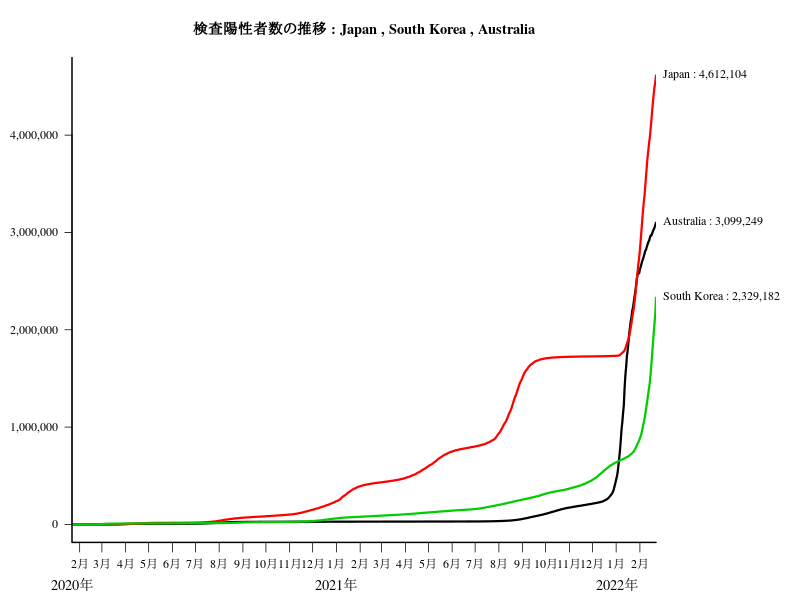 検査陽性者数の推移 : Japan , South Korea , Australia
Japan : 4,612,104
4,000,000
Australia : 3,099,249
3,000,000
South Korea : 2,329,182
2,000,000
1,000,000
0
2月 3月 4月 5月 6月 7月 8月 9月 10月 11月 12月 1月 2月 3月 4月 5月 6月 7月 8月 9月 10月 11月 12月 1月 2月
2020年 2021年 2022年